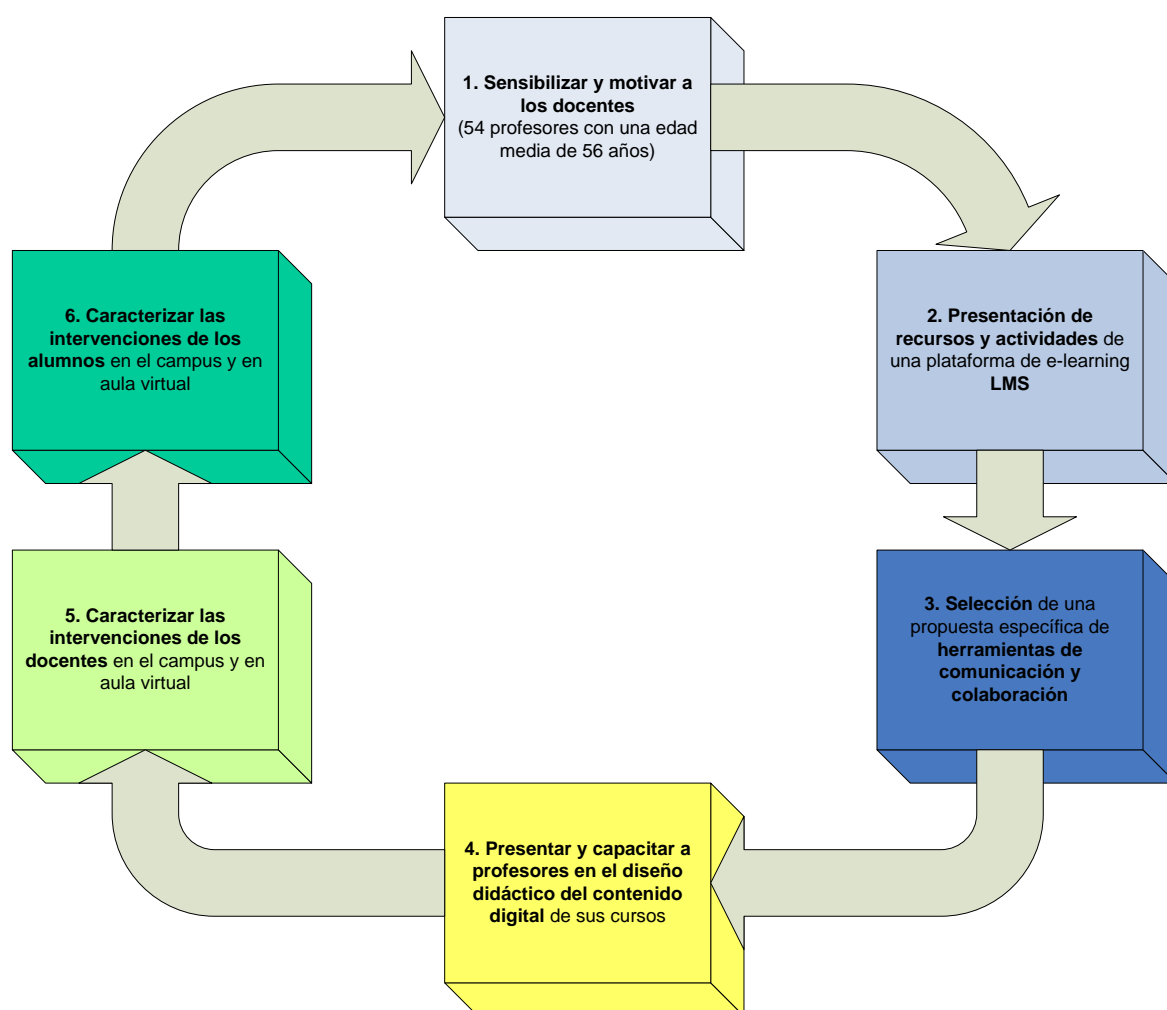 1. Sensibilizar y motivar a
los docentes
(54 profesores con una edad
media de 56 años)
2. Presentación de
recursos y actividades de
una plataforma de e-learning
LMS
3. Selección de una
propuesta específica de
herramientas de
comunicación y
colaboración
4. Presentar y capacitar a
profesores en el diseño
didáctico del contenido
digital de sus cursos
5. Caracterizar las
intervenciones de los
docentes en el campus y en
aula virtual
6. Caracterizar las
intervenciones de los
alumnos en el campus y en
aula virtual